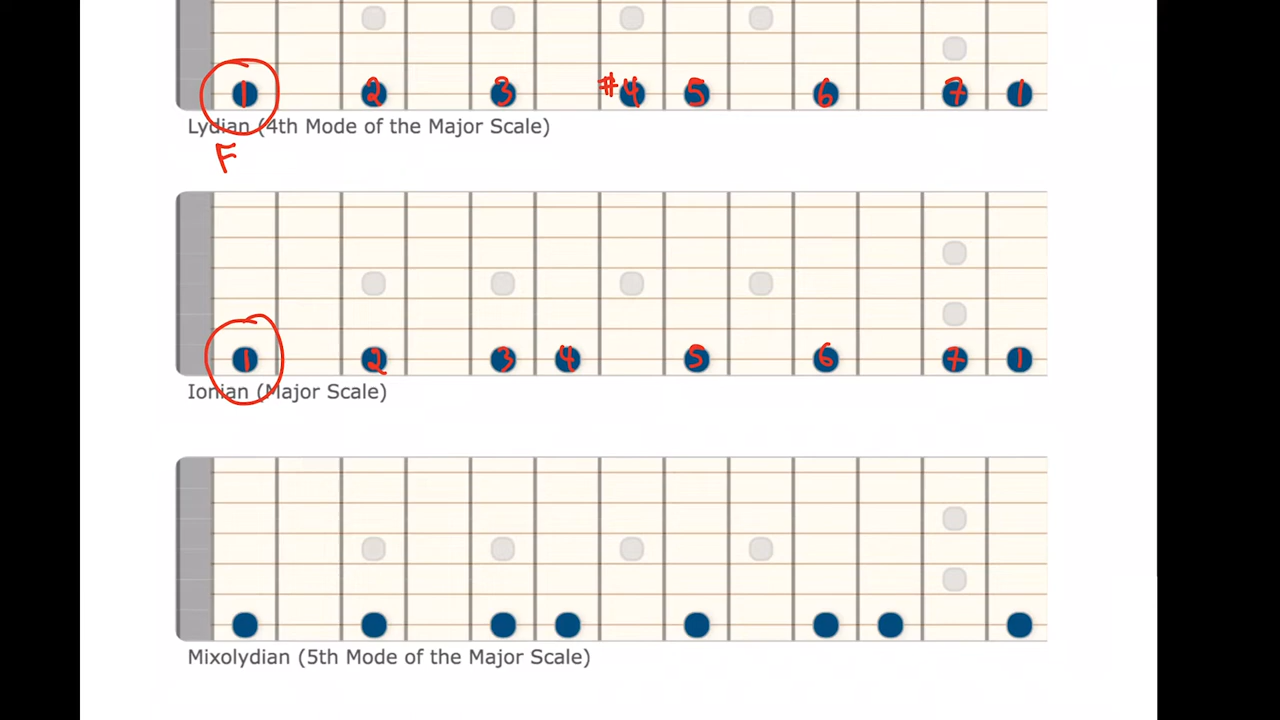 1 2 3 #4 5 6 7 1
Lydian (4th Mode of the Major Scale)
F
1 2 3 4 5 6 7 1
Ionian (Major Scale)
Mixolydian (5th Mode of the Major Scale)